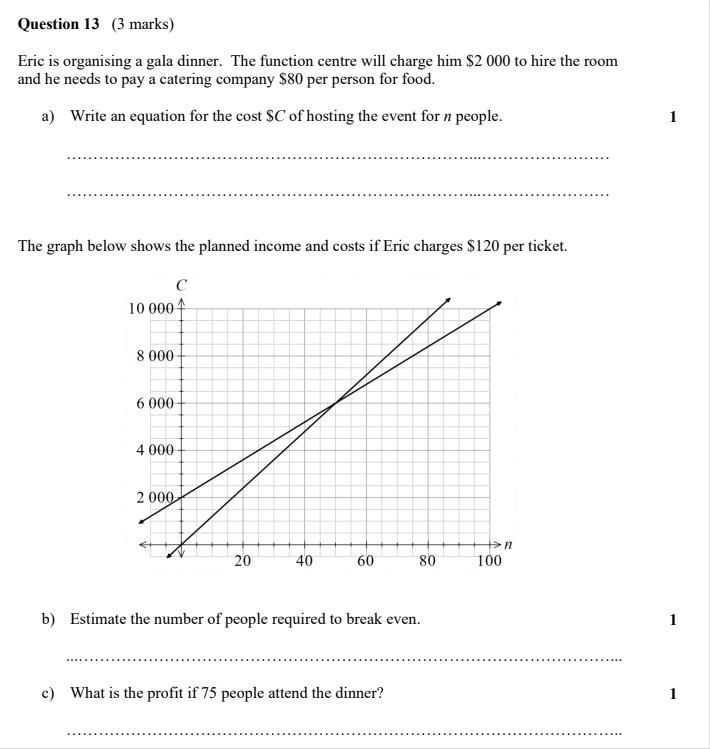 Question 13 (3 marks)
Eric is organising a gala dinner. The function centre will charge him $2 000 to hire the room
and he needs to pay a catering company $80 per person for food.
a) Write an equation for the cost $C of hosting the event for n people. 1
The graph below shows the planned income and costs if Eric charges $120 per ticket.
C
10 000
8 000
6 000
4 000
2 000
n
20 40 60 80 100
b) Estimate the number of people required to break even. 1
c) What is the profit if 75 people attend the dinner? 1